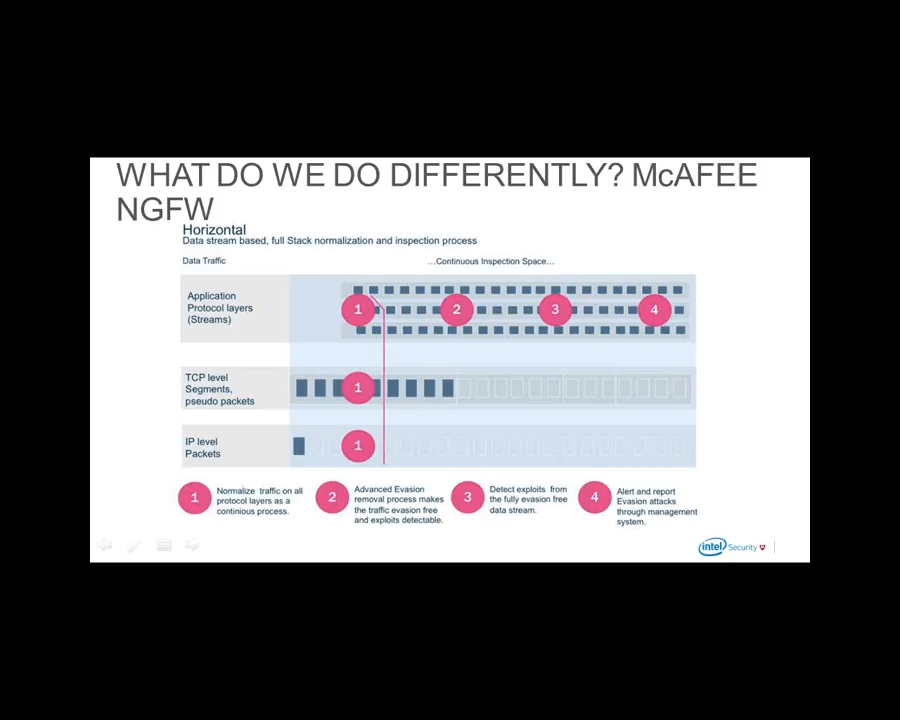 WHAT DO WE DO DIFFERENTLY? McAFEE
NGFW
Horizontal
Data stream based, full Stack normalization and inspection process
Data Traffic
...Continuous Inspection Space...
Application
Protocol layers
(Streams)
1
2
3
4
TCP level
Segments,
pseudo packets
1
IP level
Packets
1
1
Normalize traffic on all
protocol layers as a
continious process.
2
Advanced Evasion
removal process makes
the traffic evasion free
and exploits detectable.
3
Detect exploits from
the fully evasion free
data stream.
4
Alert and report
Evasion attacks
through management
system.
intel Security